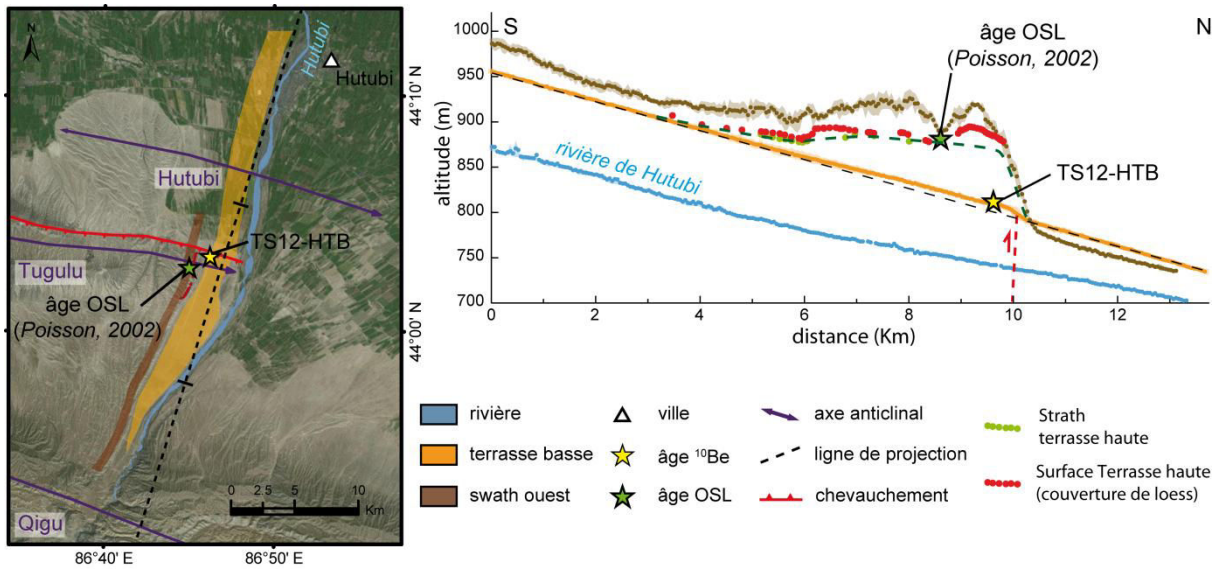 N
Hutubi
Hutubi
44°10' N
Hutubi
TS12-HTB
Tugulu
âge OSL
(Poisson, 2002)
44°00' N
0 2.5 5 10
Km
Qigu
86°40' E
86°50' E
S
N
1000
950
900
850
800
750
700
altitude (m)
âge OSL
(Poisson, 2002)
TS12-HTB
rivière de Hutubi
0 2 4 6 8 10 12
distance (Km)
rivière
ville
axe anticlinal
Strath
terrasse haute
terrasse basse
âge ¹⁰Be
ligne de projection
swath ouest
âge OSL
chevauchement
Surface Terrasse haute
(couverture de loess)